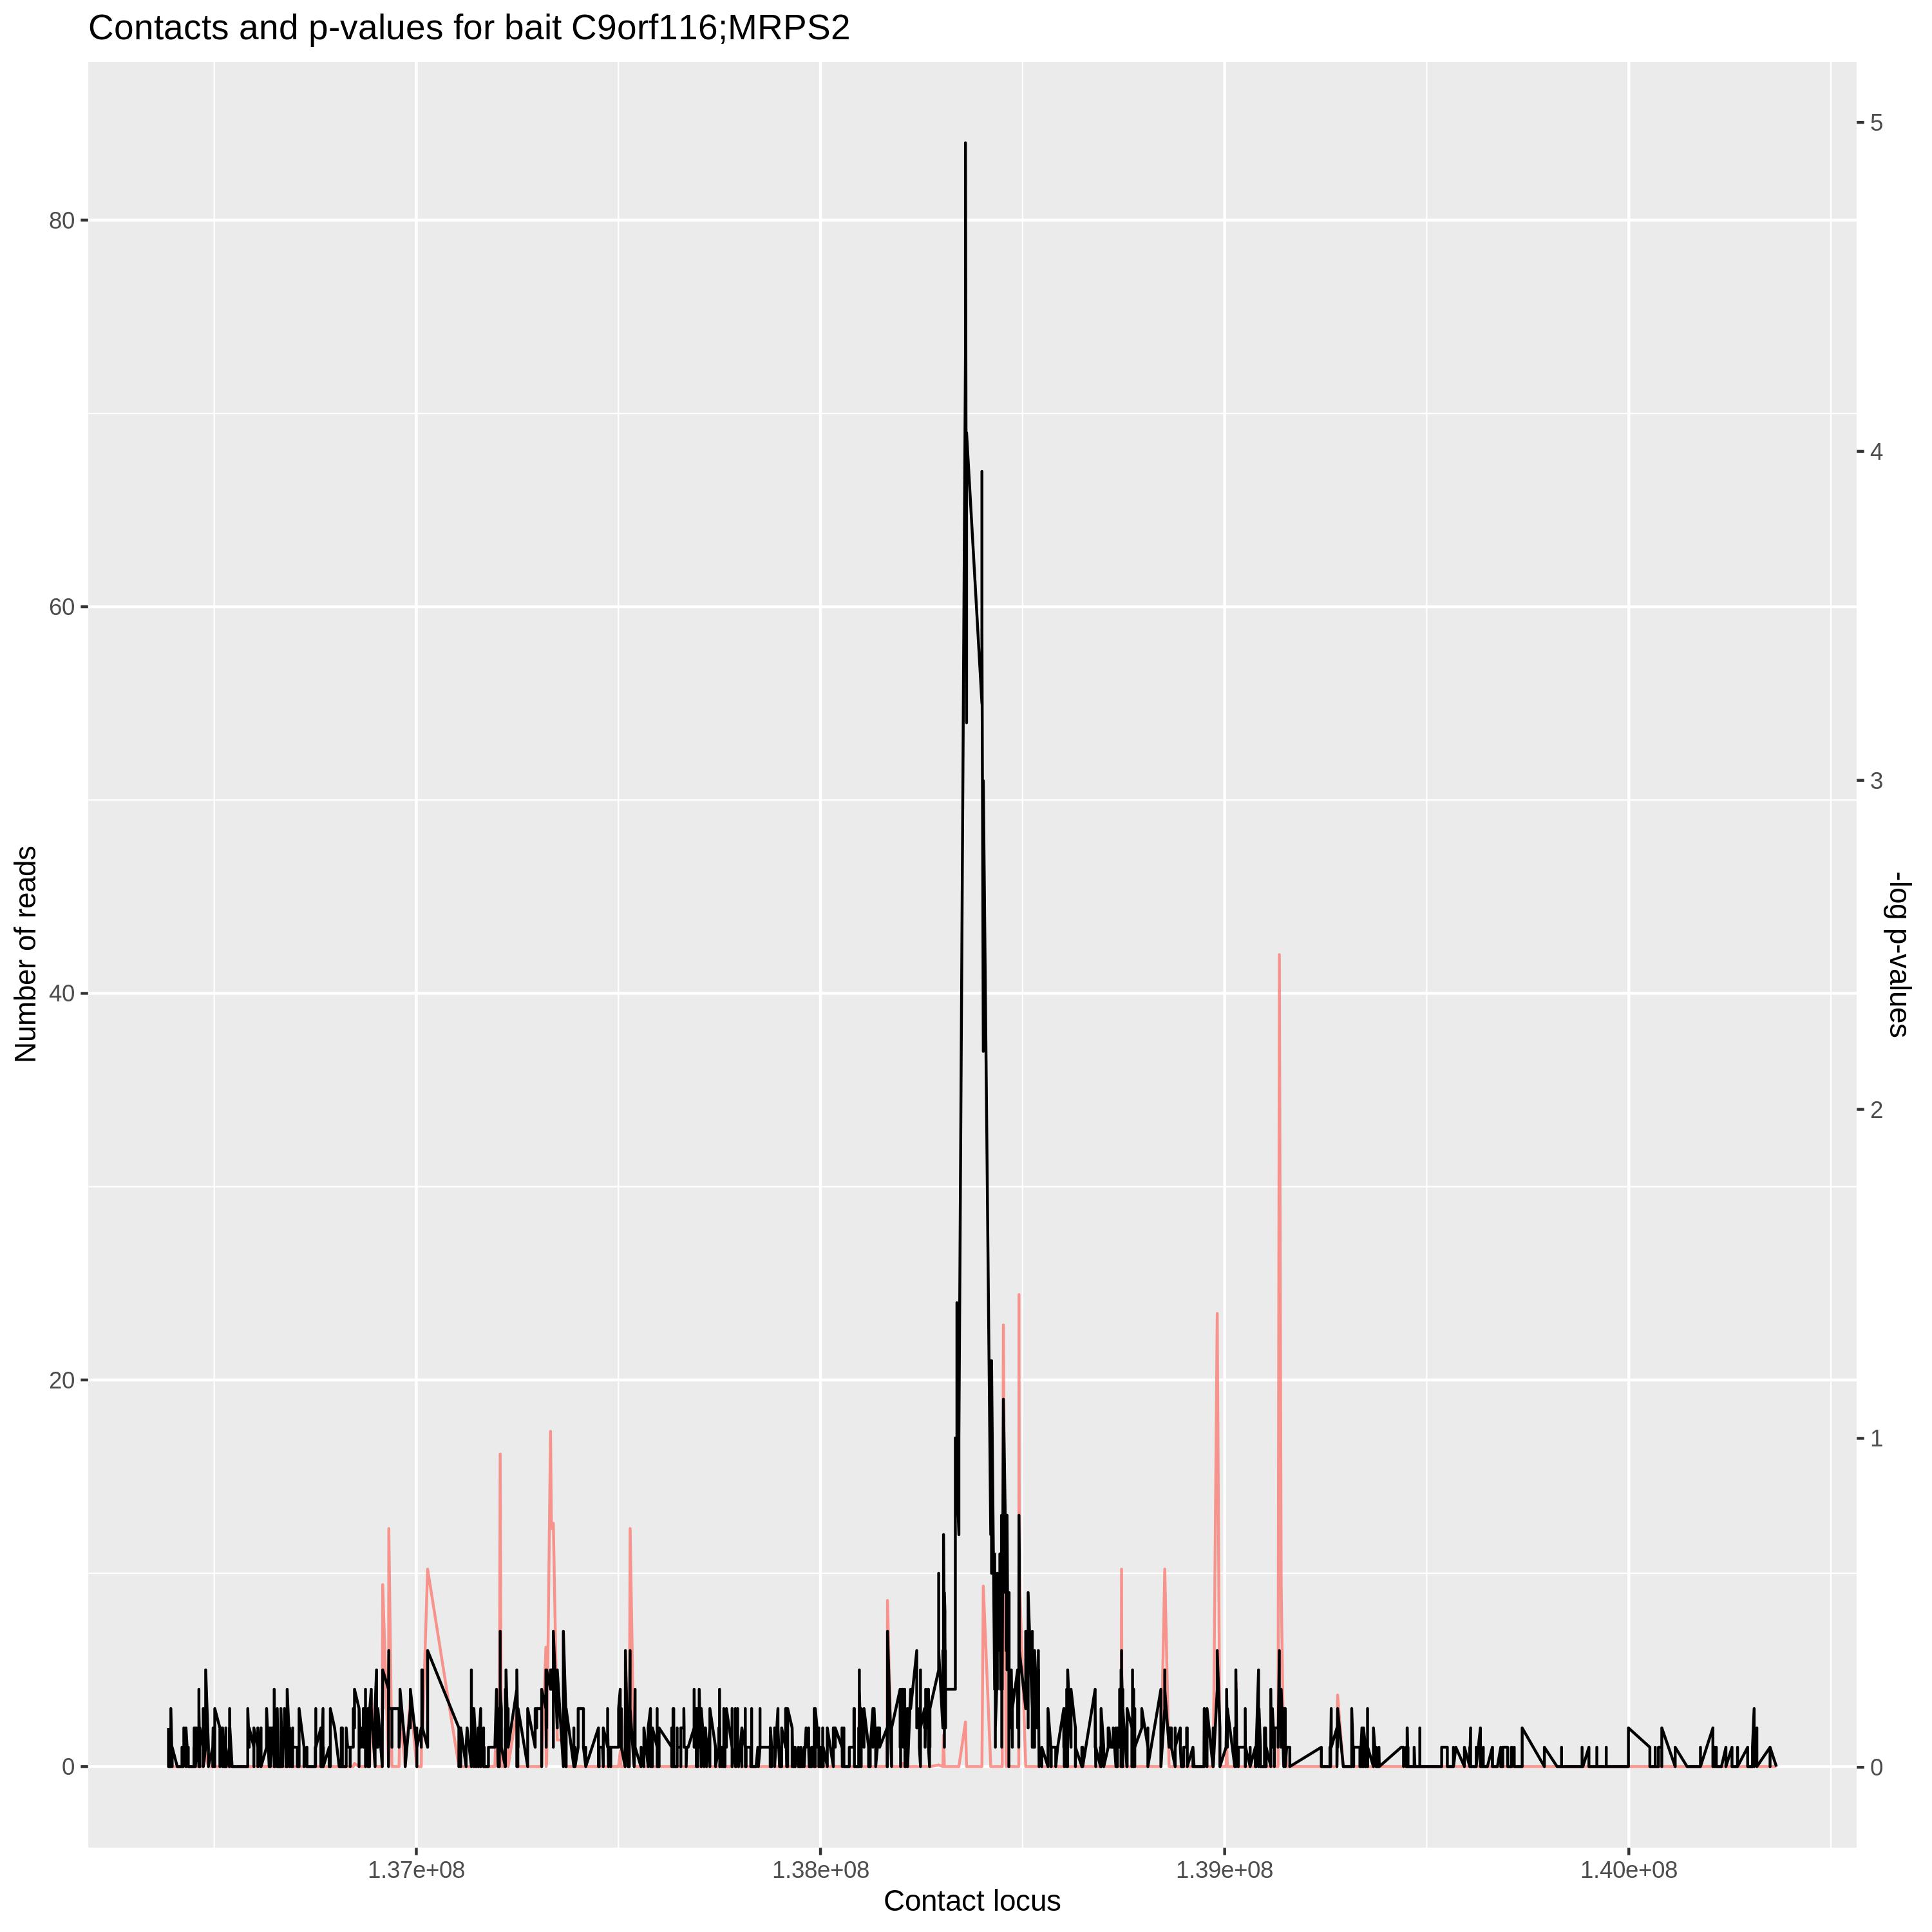 Contacts and p-values for bait C9orf116;MRPS2
80
60
40
20
0
Number of reads
5
4
3
2
1
0
-log p-values
1.37e+08
1.38e+08
1.39e+08
1.40e+08
Contact locus